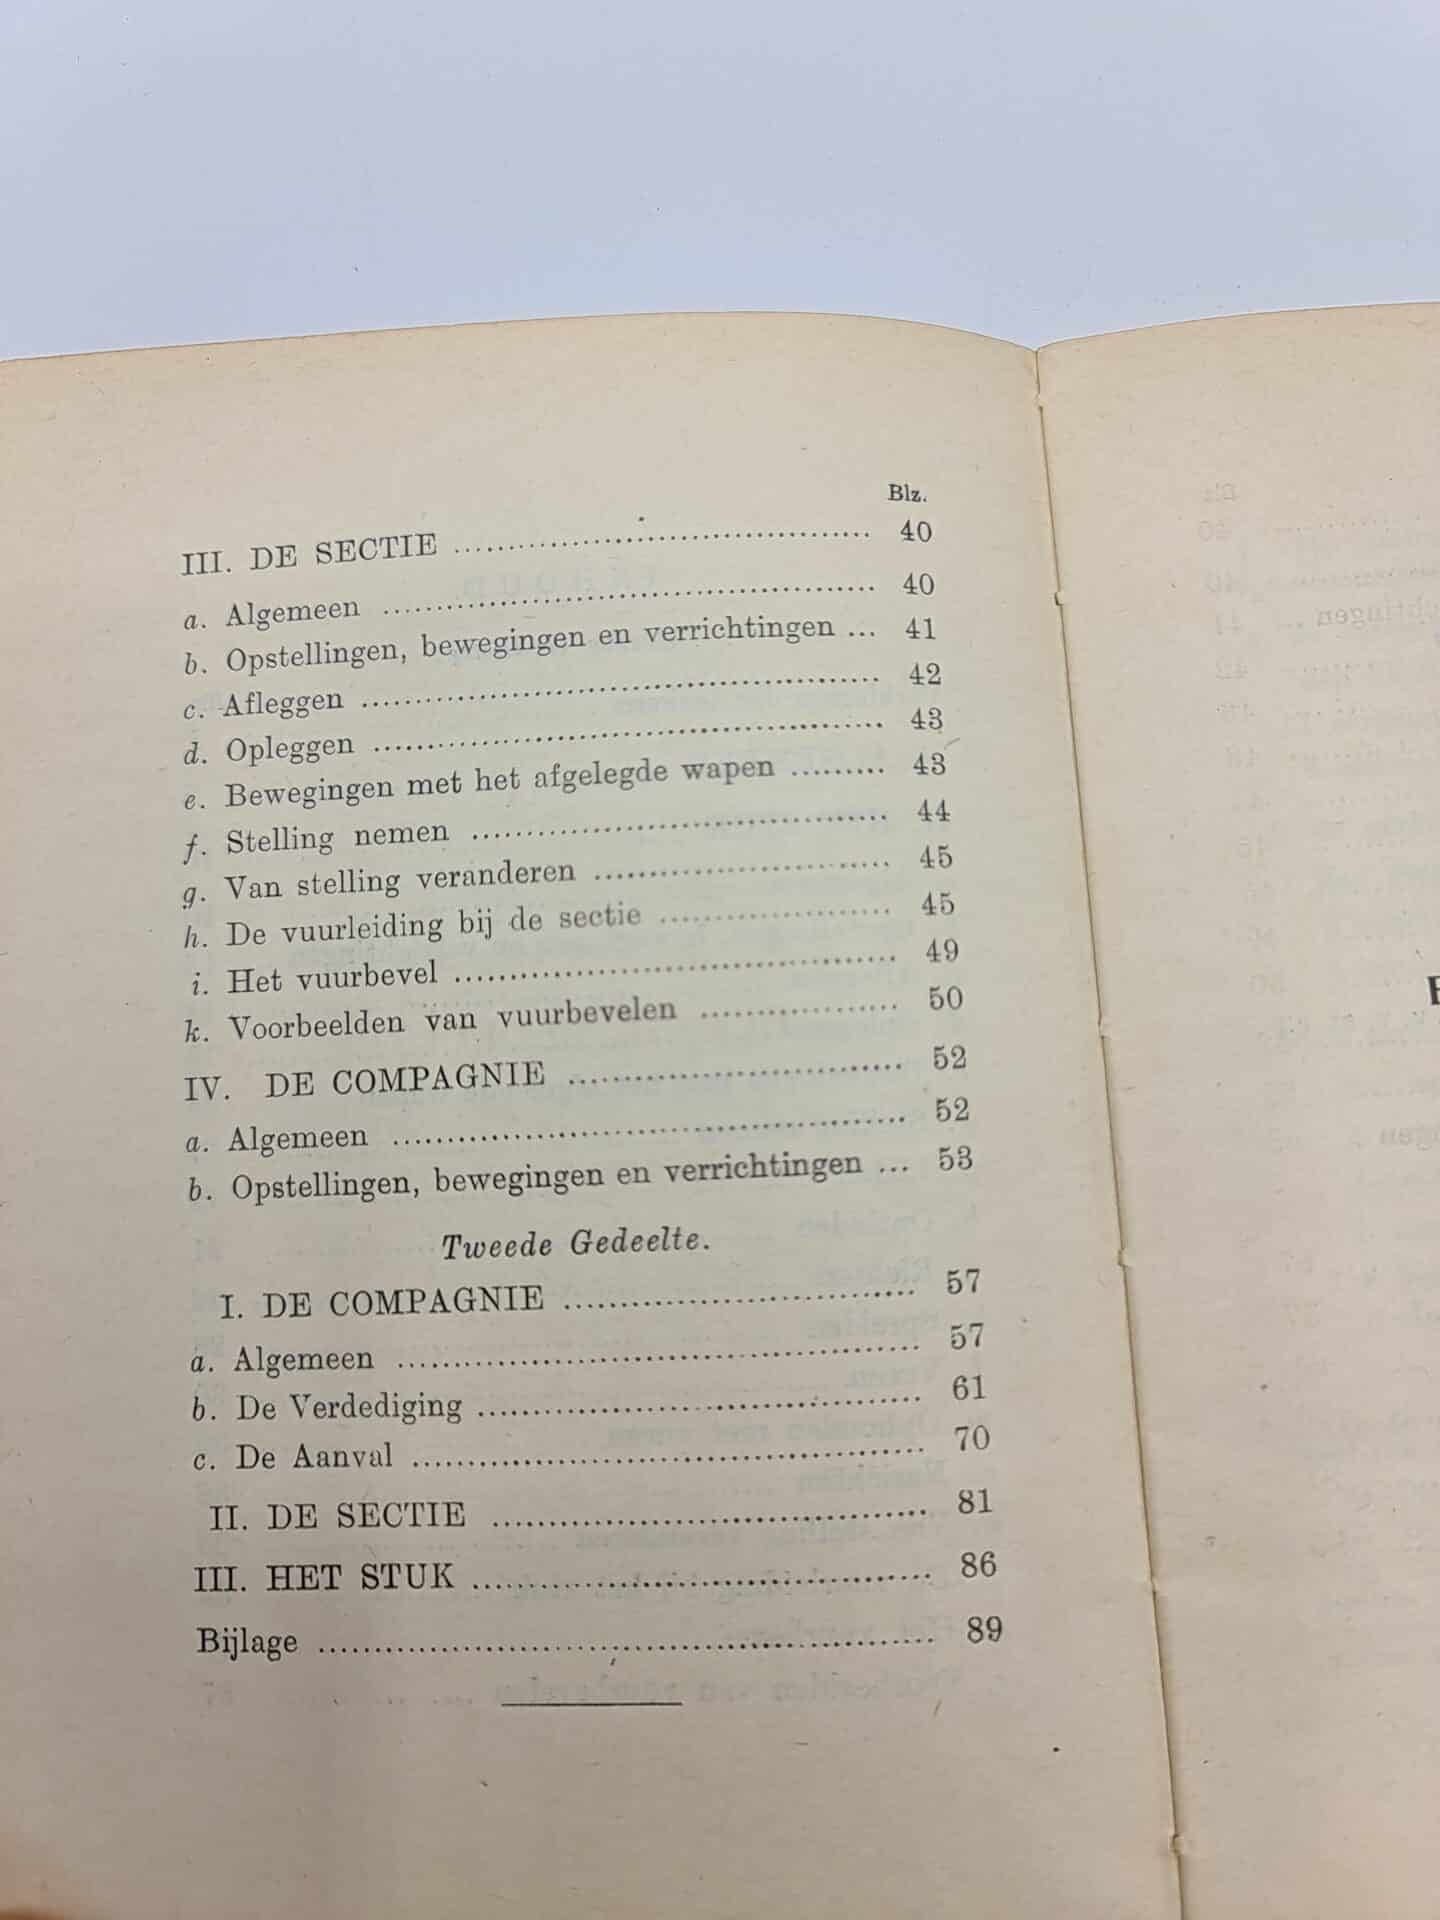 Blz.
III. DE SECTIE .......... 40
a. Algemeen .......... 40
b. Opstellingen, bewegingen en verrichtingen ... 41
c. Afleggen .......... 42
d. Opleggen .......... 43
e. Bewegingen met het afgelegde wapen ......... 43
f. Stelling nemen .......... 44
g. Van stelling veranderen .......... 45
h. De vuurleiding bij de sectie .......... 45
i. Het vuurbevel .......... 49
k. Voorbeelden van vuurbevelen .......... 50
IV. DE COMPAGNIE .......... 52
a. Algemeen .......... 52
b. Opstellingen, bewegingen en verrichtingen ... 53
Tweede Gedeelte.
I. DE COMPAGNIE .......... 57
a. Algemeen .......... 57
b. De Verdediging .......... 61
c. De Aanval .......... 70
II. DE SECTIE .......... 81
III. HET STUK .......... 86
Bijlage .......... 89